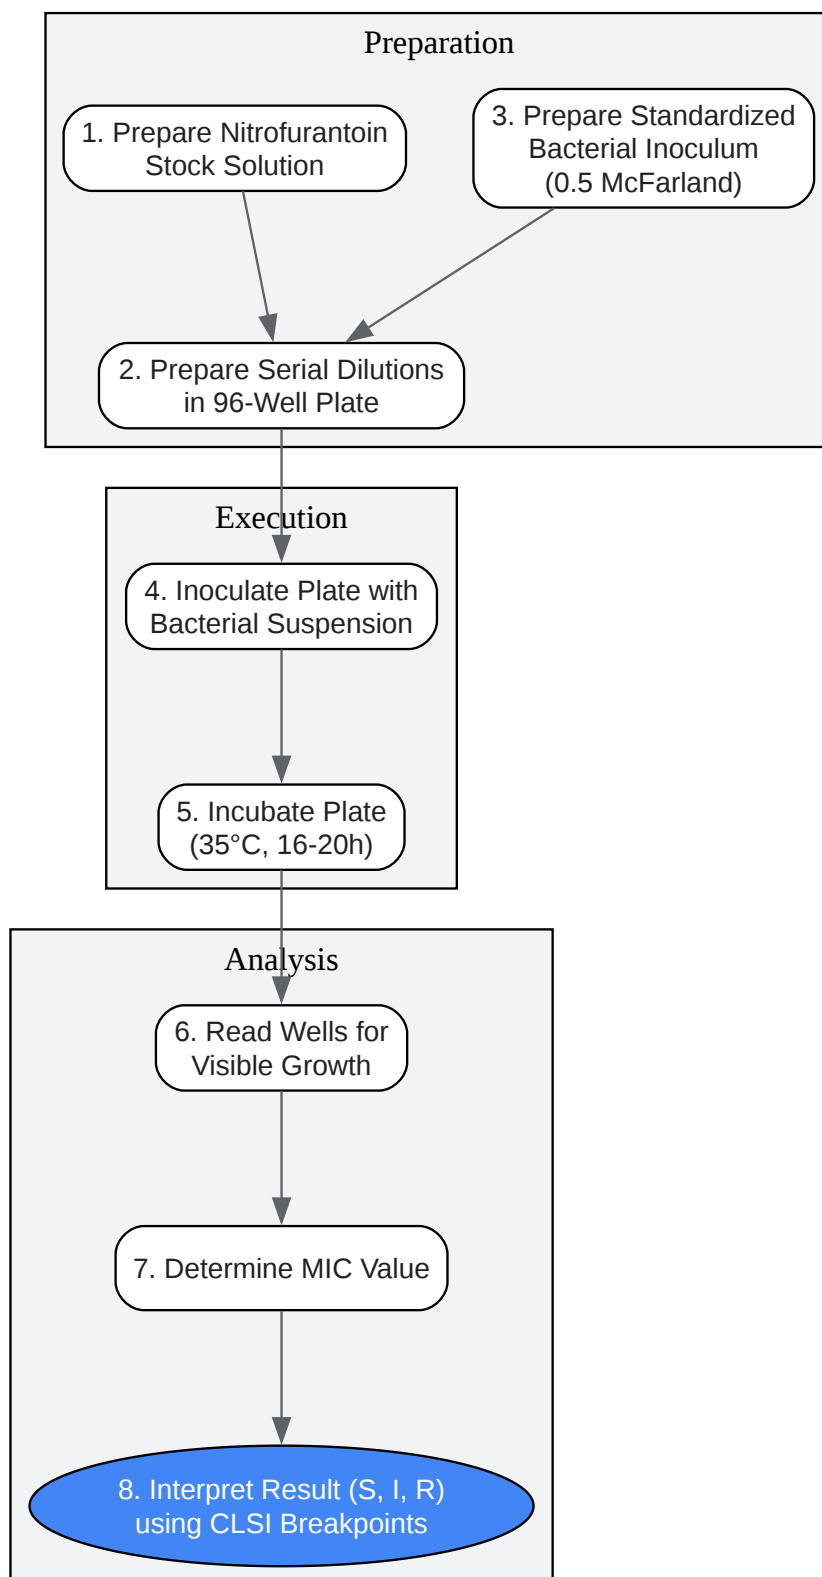 Preparation
1. Prepare Nitrofurantoin
Stock Solution
3. Prepare Standardized
Bacterial Inoculum
(0.5 McFarland)
2. Prepare Serial Dilutions
in 96-Well Plate
Execution
4. Inoculate Plate with
Bacterial Suspension
5. Incubate Plate
(35°C, 16-20h)
Analysis
6. Read Wells for
Visible Growth
7. Determine MIC Value
8. Interpret Result (S, I, R)
using CLSI Breakpoints